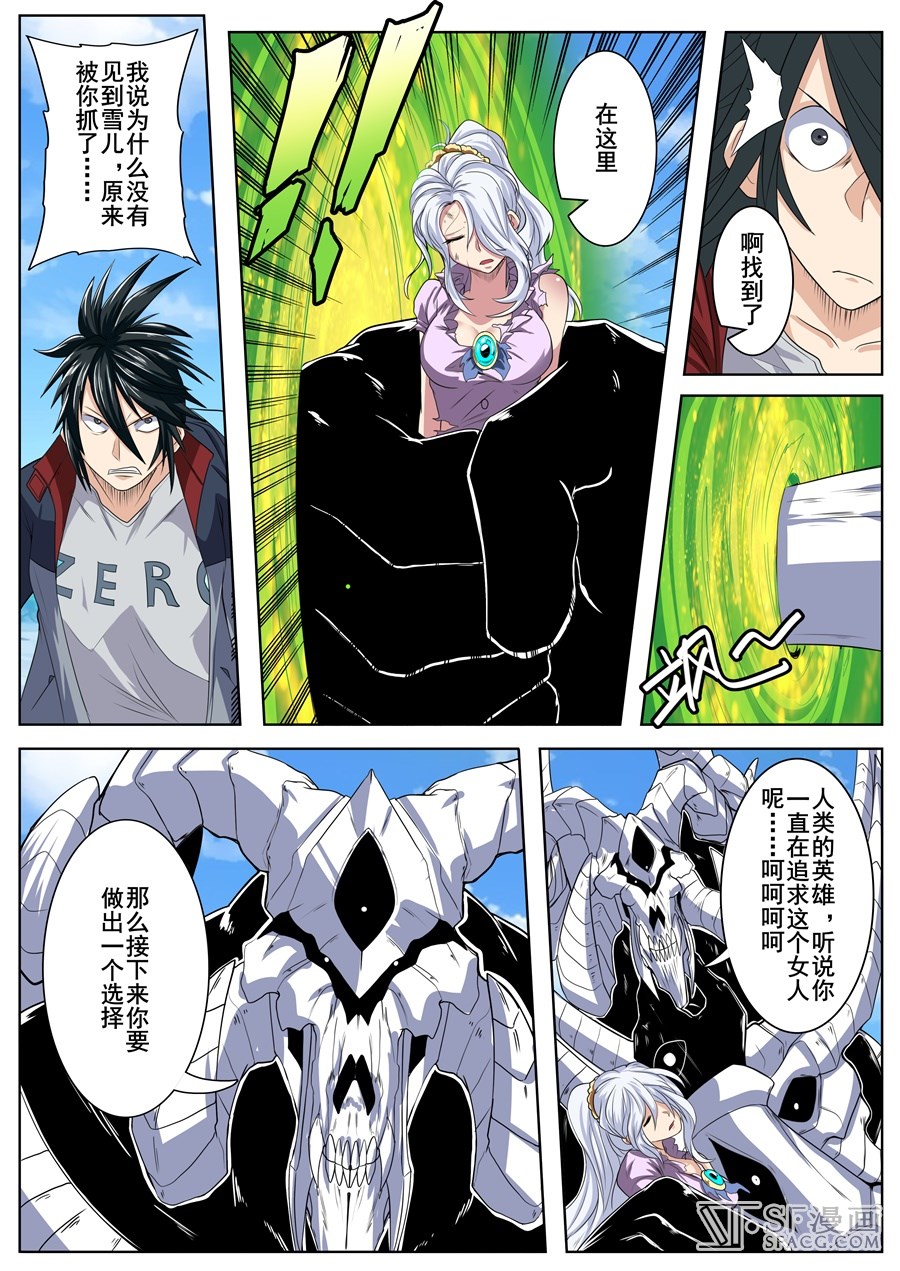 啊找到了
飒~
在这里
我说为什么没有
见到雪儿，原来
被你抓了……
ZERO
人类的英雄，听说你
一直在追求这个女人
呢……呵呵呵呵
那么接下来你要
做出一个选择
SF漫画
SFACG.COM